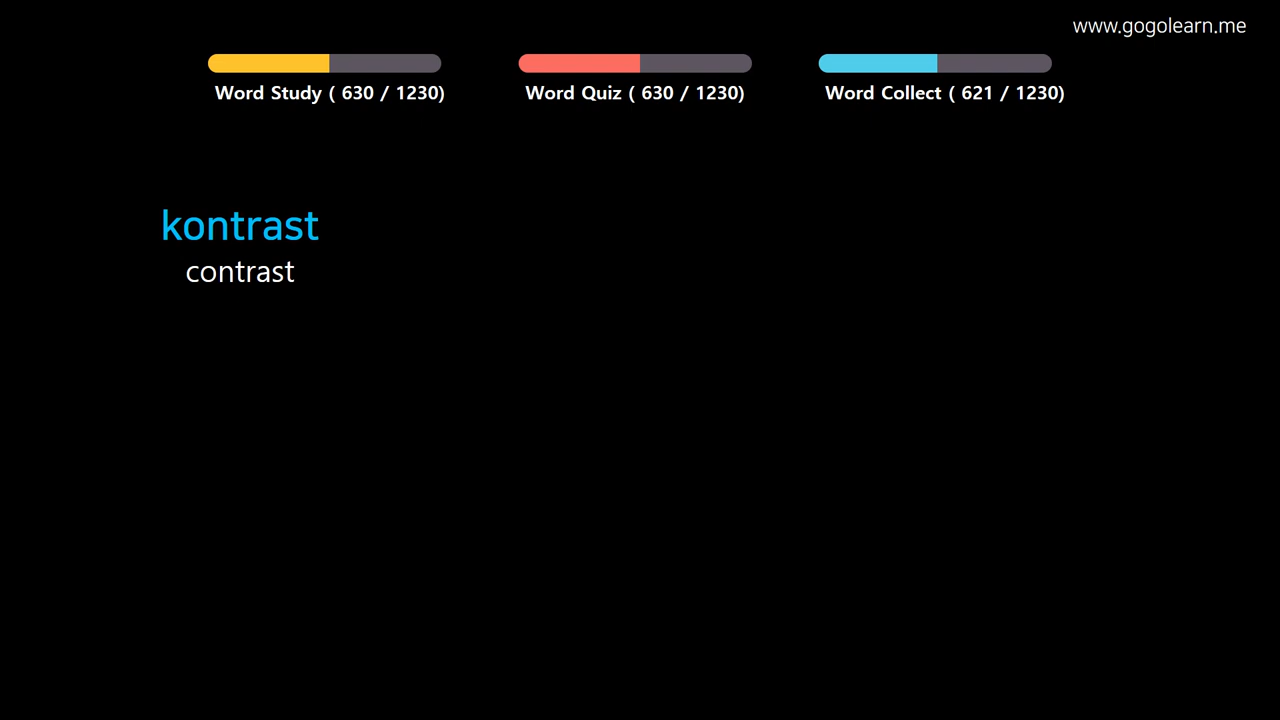 www.gogolearn.me
Word Study ( 630 / 1230)
Word Quiz ( 630 / 1230)
Word Collect ( 621 / 1230)
kontrast
contrast